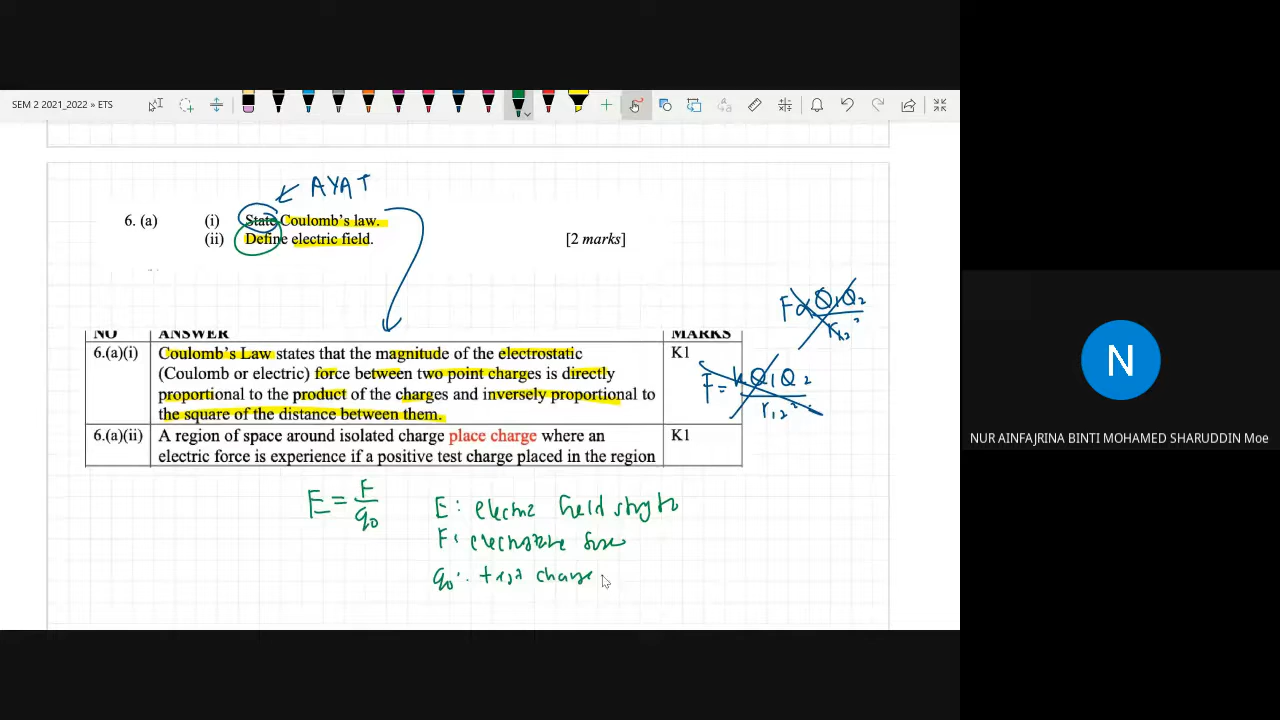 SEM 2 2021_2022 » ETS
AYAT
6. (a) (i) State Coulomb's law.
(ii) Define electric field. [2 marks]
F ∝ Q1Q2
r12²
NO ANSWER MARKS
6.(a)(i) Coulomb's Law states that the magnitude of the electrostatic K1
(Coulomb or electric) force between two point charges is directly
proportional to the product of the charges and inversely proportional to
the square of the distance between them.
F = kQ1Q2
r12²
6.(a)(ii) A region of space around isolated charge place charge where an K1
electric force is experience if a positive test charge placed in the region
E = F
q0
E : electric field
F :
q0 : test charge
N
NUR AINFAJRINA BINTI MOHAMED SHARUDDIN Moe